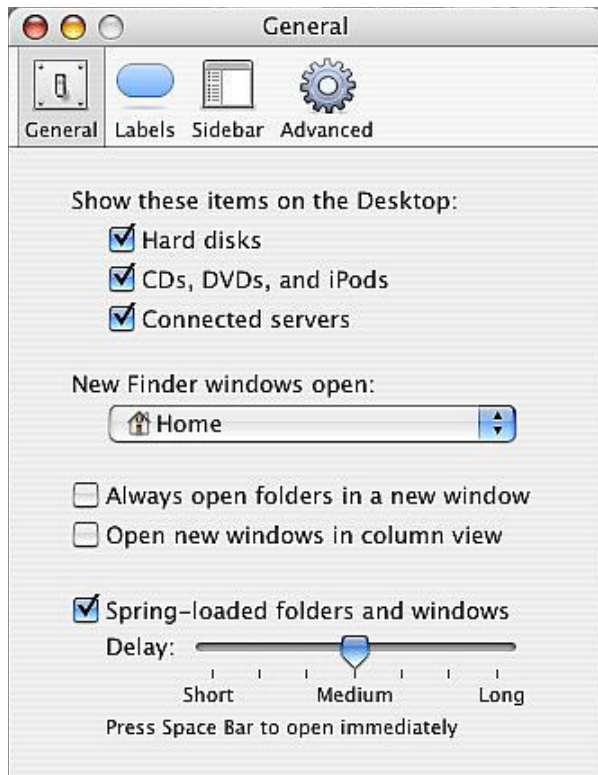 General
General Labels Sidebar Advanced
Show these items on the Desktop:
Hard disks
CDs, DVDs, and iPods
Connected servers
New Finder windows open:
Home
Always open folders in a new window
Open new windows in column view
Spring-loaded folders and windows
Delay:
Short Medium Long
Press Space Bar to open immediately